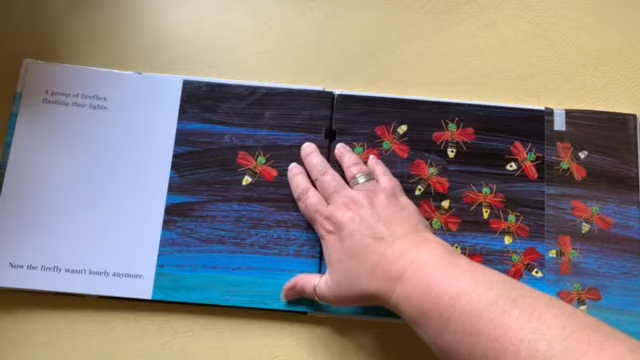 A group of fireflies,
flashing their lights.
Now the firefly wasn't lonely anymore.